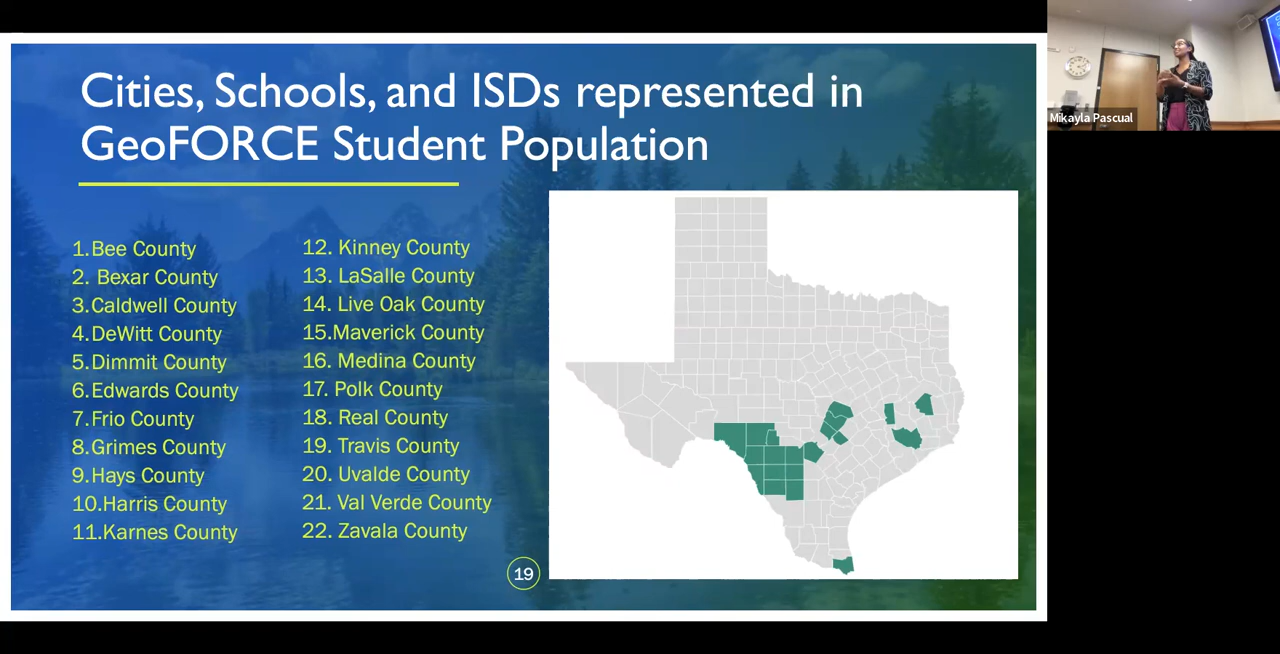 Cities, Schools, and ISDs represented in
GeoFORCE Student Population
1.Bee County
2. Bexar County
3.Caldwell County
4.DeWitt County
5.Dimmit County
6.Edwards County
7.Frio County
8.Grimes County
9.Hays County
10.Harris County
11.Karnes County
12. Kinney County
13. LaSalle County
14. Live Oak County
15.Maverick County
16. Medina County
17. Polk County
18. Real County
19. Travis County
20. Uvalde County
21. Val Verde County
22. Zavala County
19
Mikayla Pascual